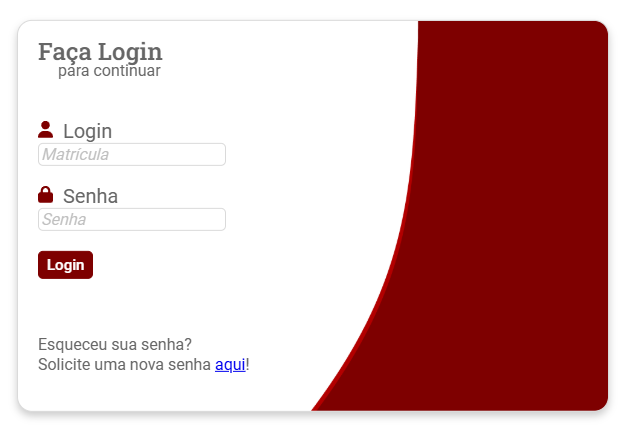 Faça Login
para continuar
Login
Matrícula
Senha
Senha
Login
Esqueceu sua senha?
Solicite uma nova senha aqui!